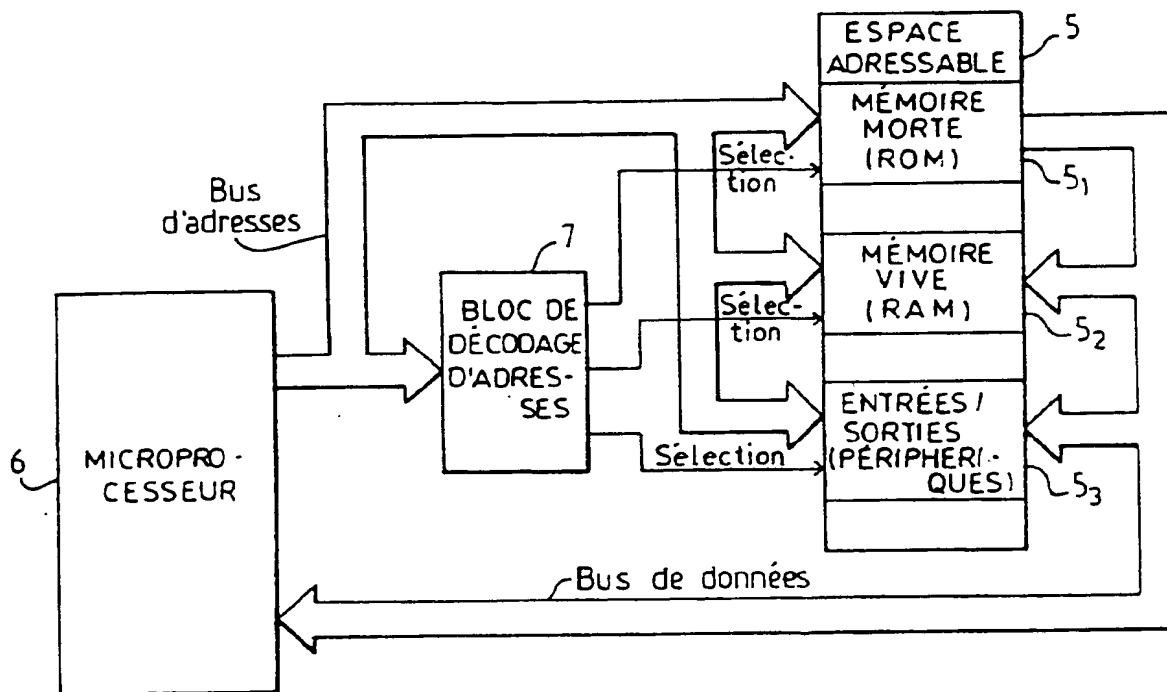 ESPACE
ADRESSABLE
5
MÉMOIRE
MORTE
(ROM)
5₁
Sélec-
tion
Bus
d'adresses
7
BLOC DE
DÉCODAGE
D'ADRES-
SES
MÉMOIRE
VIVE
(RAM)
5₂
Sélec-
tion
ENTRÉES/
SORTIES
(PÉRIPHERI-
QUES)
5₃
Sélection
6
MICROPRO-
CESSEUR
Bus de données